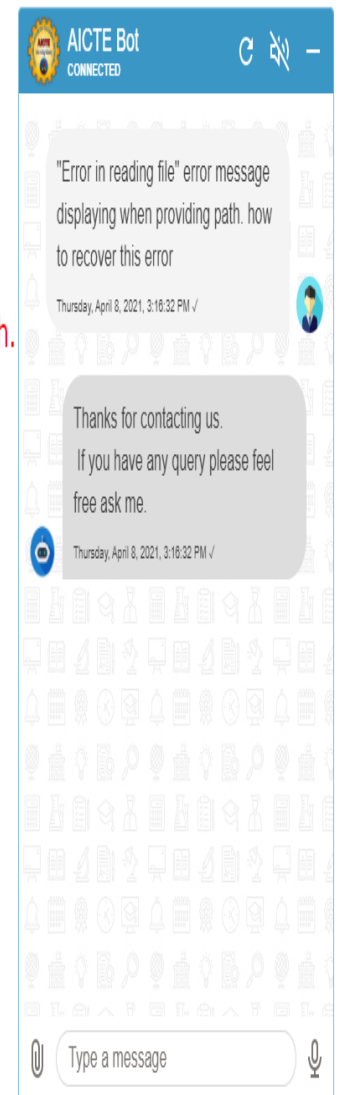 AICTE Bot
CONNECTED
"Error in reading file" error message
displaying when providing path. how
to recover this error
Thursday, April 8, 2021, 3:16:32 PM √
Thanks for contacting us.
If you have any query please feel
free ask me.
Thursday, April 8, 2021, 3:16:32 PM √
Type a message